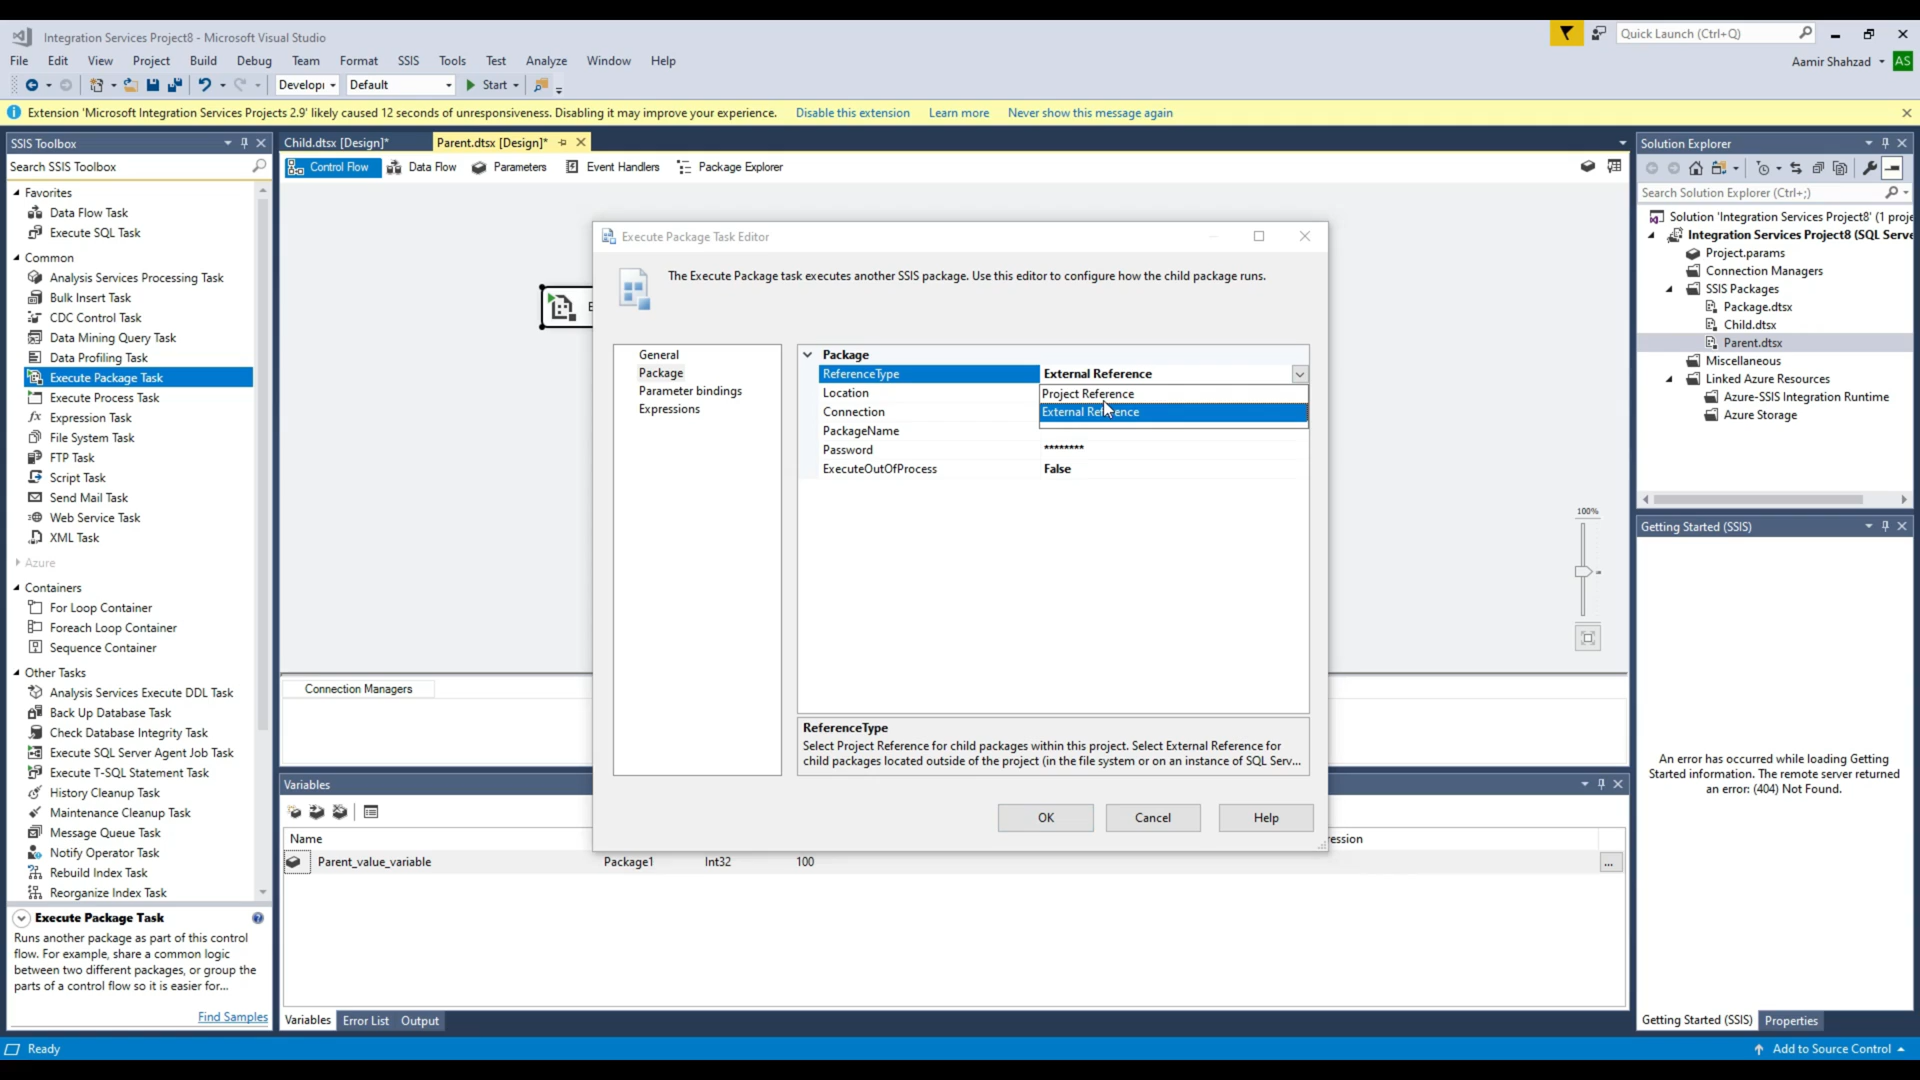 Integration Services Project8 - Microsoft Visual Studio
Quick Launch (Ctrl+Q)
File Edit View Project Build Debug Team Format SSIS Tools Test Analyze Window Help
Aamir Shahzad AS
Developi Default Start
Extension 'Microsoft Integration Services Projects 2.9' likely caused 12 seconds of unresponsiveness. Disabling it may improve your experience. Disable this extension Learn more Never show this message again
SSIS Toolbox
Search SSIS Toolbox
Favorites
Data Flow Task
Execute SQL Task
Common
Analysis Services Processing Task
Bulk Insert Task
CDC Control Task
Data Mining Query Task
Data Profiling Task
Execute Package Task
Execute Process Task
Expression Task
File System Task
FTP Task
Script Task
Send Mail Task
Web Service Task
XML Task
Azure
Containers
For Loop Container
Foreach Loop Container
Sequence Container
Other Tasks
Analysis Services Execute DDL Task
Back Up Database Task
Check Database Integrity Task
Execute SQL Server Agent Job Task
Execute T-SQL Statement Task
History Cleanup Task
Maintenance Cleanup Task
Message Queue Task
Notify Operator Task
Rebuild Index Task
Reorganize Index Task
Execute Package Task
Runs another package as part of this control
flow. For example, share a common logic
between two different packages, or group the
parts of a control flow so it is easier for...
Find Samples
Child.dtsx [Design]* Parent.dtsx [Design]*
Control Flow Data Flow Parameters Event Handlers Package Explorer
Execute Package Task Editor
The Execute Package task executes another SSIS package. Use this editor to configure how the child package runs.
General
Package
Parameter bindings
Expressions
Package
ReferenceType External Reference
Location Project Reference
Connection External Reference
PackageName
Password ********
ExecuteOutOfProcess False
ReferenceType
Select Project Reference for child packages within this project. Select External Reference for
child packages located outside of the project (in the file system or on an instance of SQL Serv...
OK Cancel Help
100%
Connection Managers
Variables
Name ression
Parent_value_variable Package1 Int32 100 ...
Variables Error List Output
Solution Explorer
Search Solution Explorer (Ctrl+;)
Solution 'Integration Services Project8' (1 proje
Integration Services Project8 (SQL Serve
Project.params
Connection Managers
SSIS Packages
Package.dtsx
Child.dtsx
Parent.dtsx
Miscellaneous
Linked Azure Resources
Azure-SSIS Integration Runtime
Azure Storage
Getting Started (SSIS)
An error has occurred while loading Getting
Started information. The remote server returned
an error: (404) Not Found.
Getting Started (SSIS) Properties
Ready
Add to Source Control